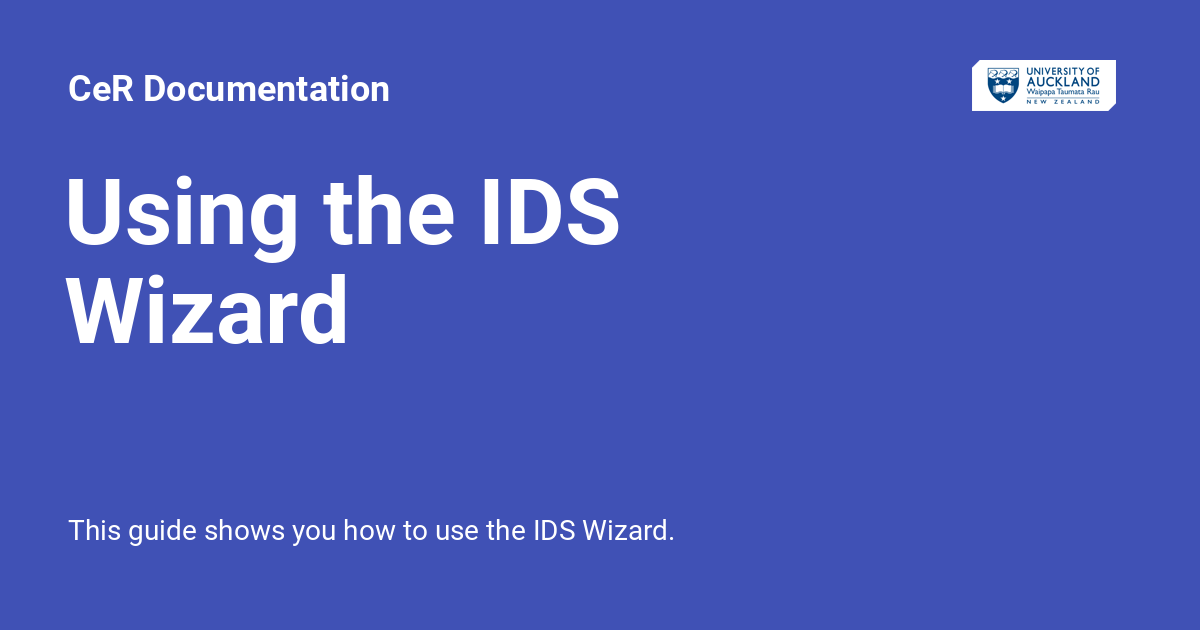 CeR Documentation
UNIVERSITY OF
AUCKLAND
Waipapa Taumata Rau
NEW ZEALAND
Using the IDS
Wizard
This guide shows you how to use the IDS Wizard.